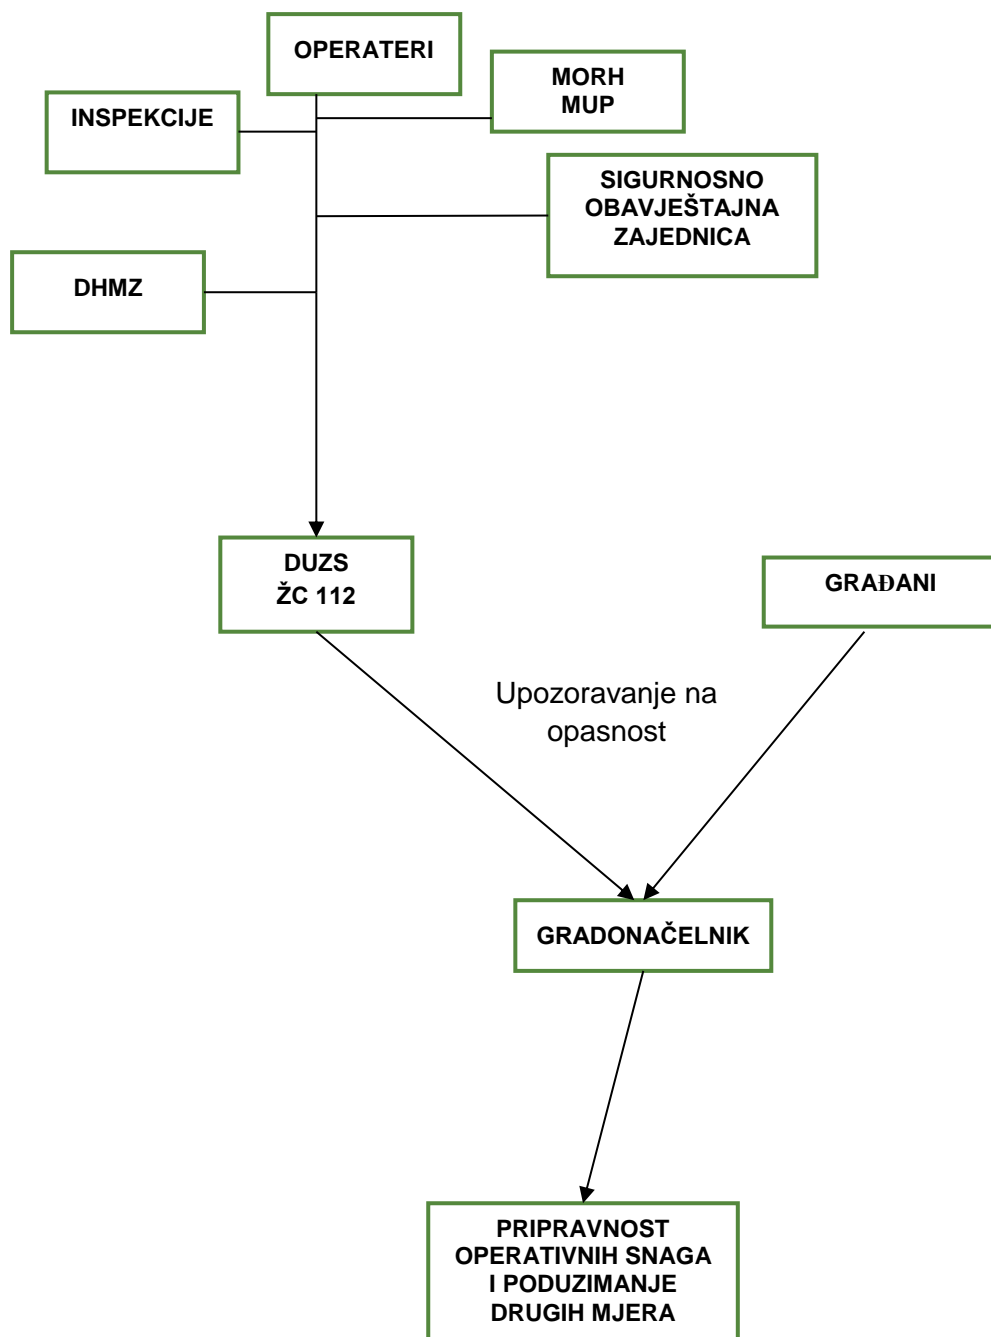 OPERATERI
MORH
MUP
INSPEKCIJE
SIGURNOSNO
OBAVJEŠTAJNA
ZAJEDNICA
DHMZ
DUZS
ŽC 112
GRAĐANI
Upozoravanje na
opasnost
GRADONAČELNIK
PRIPRAVNOST
OPERATIVNIH SNAGA
I PODUZIMANJE
DRUGIH MJERA